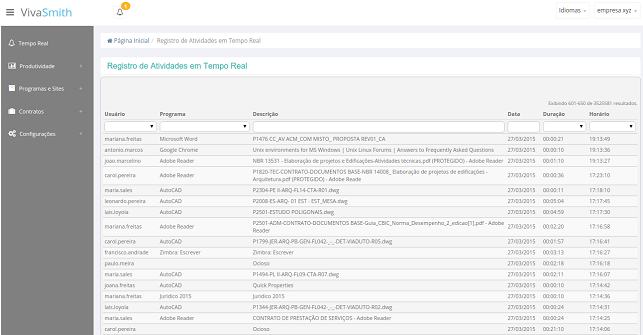 VivaSmith
5
Idiomas
empresa xyz
Tempo Real
Produtividade +
Programas e Sites +
Contratos +
Configurações +
Página Inicial / Registro de Atividades em Tempo Real
Registro de Atividades em Tempo Real
Exibindo 601-650 de 3525581 resultados.
Usuário Programa Descrição Data Duração Horário
mariana.freitas Microsoft Word P1476 CC_AV ACM_COM MISTO_ PROPOSTA REV01_CA 27/03/2015 00:00:21 19:13:49
antonio.marcos Google Chrome Unix environments for MS Windows | Unix Linux Forums | Answers to Frequently Asked Questions 27/03/2015 00:00:10 19:13:36
joao.marcelino Adobe Reader NBR 13531 - Elaboração de projetos e Edificações-Atividades técnicas.pdf (PROTEGIDO) - Adobe Reader 27/03/2015 00:01:10 19:13:27
carol.pereira Adobe Reader P1820-TEC-CONTRATO-DOCUMENTOS BASE-NBR 14008_ Elaboração de projetos de edificações -
Arquitetura.pdf (PROTEGIDO) - Adobe Reade 27/03/2015 00:00:36 17:23:10
maria.sales AutoCAD P2304-PE II-ARQ-FL14-CTA-R01.dwg 27/03/2015 00:00:11 17:18:10
leonardo.pereira AutoCAD P2008-ES-ARQ- 01 EST - EST_MESA.dwg 27/03/2015 00:05:04 17:17:45
lais.loyola AutoCAD P2501-ESTUDO POLIGONAIS.dwg 27/03/2015 00:04:59 17:17:30
mariana.freitas Adobe Reader P2501-ADM-CONTRATO-DOCUMENTOS BASE-Guia_CBIC_Norma_Desempenho_2_edicao[1].pdf - Adobe
Reader 27/03/2015 00:02:20 17:16:58
carol.pereira AutoCAD P1799-JER-ARQ-PB-GEN-FL042-_-_-DET-VIADUTO-R05.dwg 27/03/2015 00:01:57 17:16:41
francisco.andrade Zimbra: Escrever Zimbra: Escrever 27/03/2015 00:03:13 17:16:27
paulo.meira Ocioso 27/03/2015 00:02:18 17:16:18
maria.sales AutoCAD P1494-PL II-ARQ-FL09-CTA-R07.dwg 27/03/2015 00:02:11 17:16:07
joana.freitas AutoCAD Quick Properties 27/03/2015 00:00:10 17:14:42
mariana.freitas Juridico 2015 Juridico 2015 27/03/2015 00:00:10 17:14:36
lais.loyola AutoCAD P1344-JER-ARQ-PB-GEN-FL042-_-_-DET-VIADUTO-R02.dwg 27/03/2015 00:00:24 17:14:31
maria.sales Adobe Reader CONTRATO DE PRESTAÇÃO DE SERVIÇOS - Adobe Reader 27/03/2015 00:00:24 17:14:25
carol.pereira Ocioso 27/03/2015 00:21:10 17:14:06